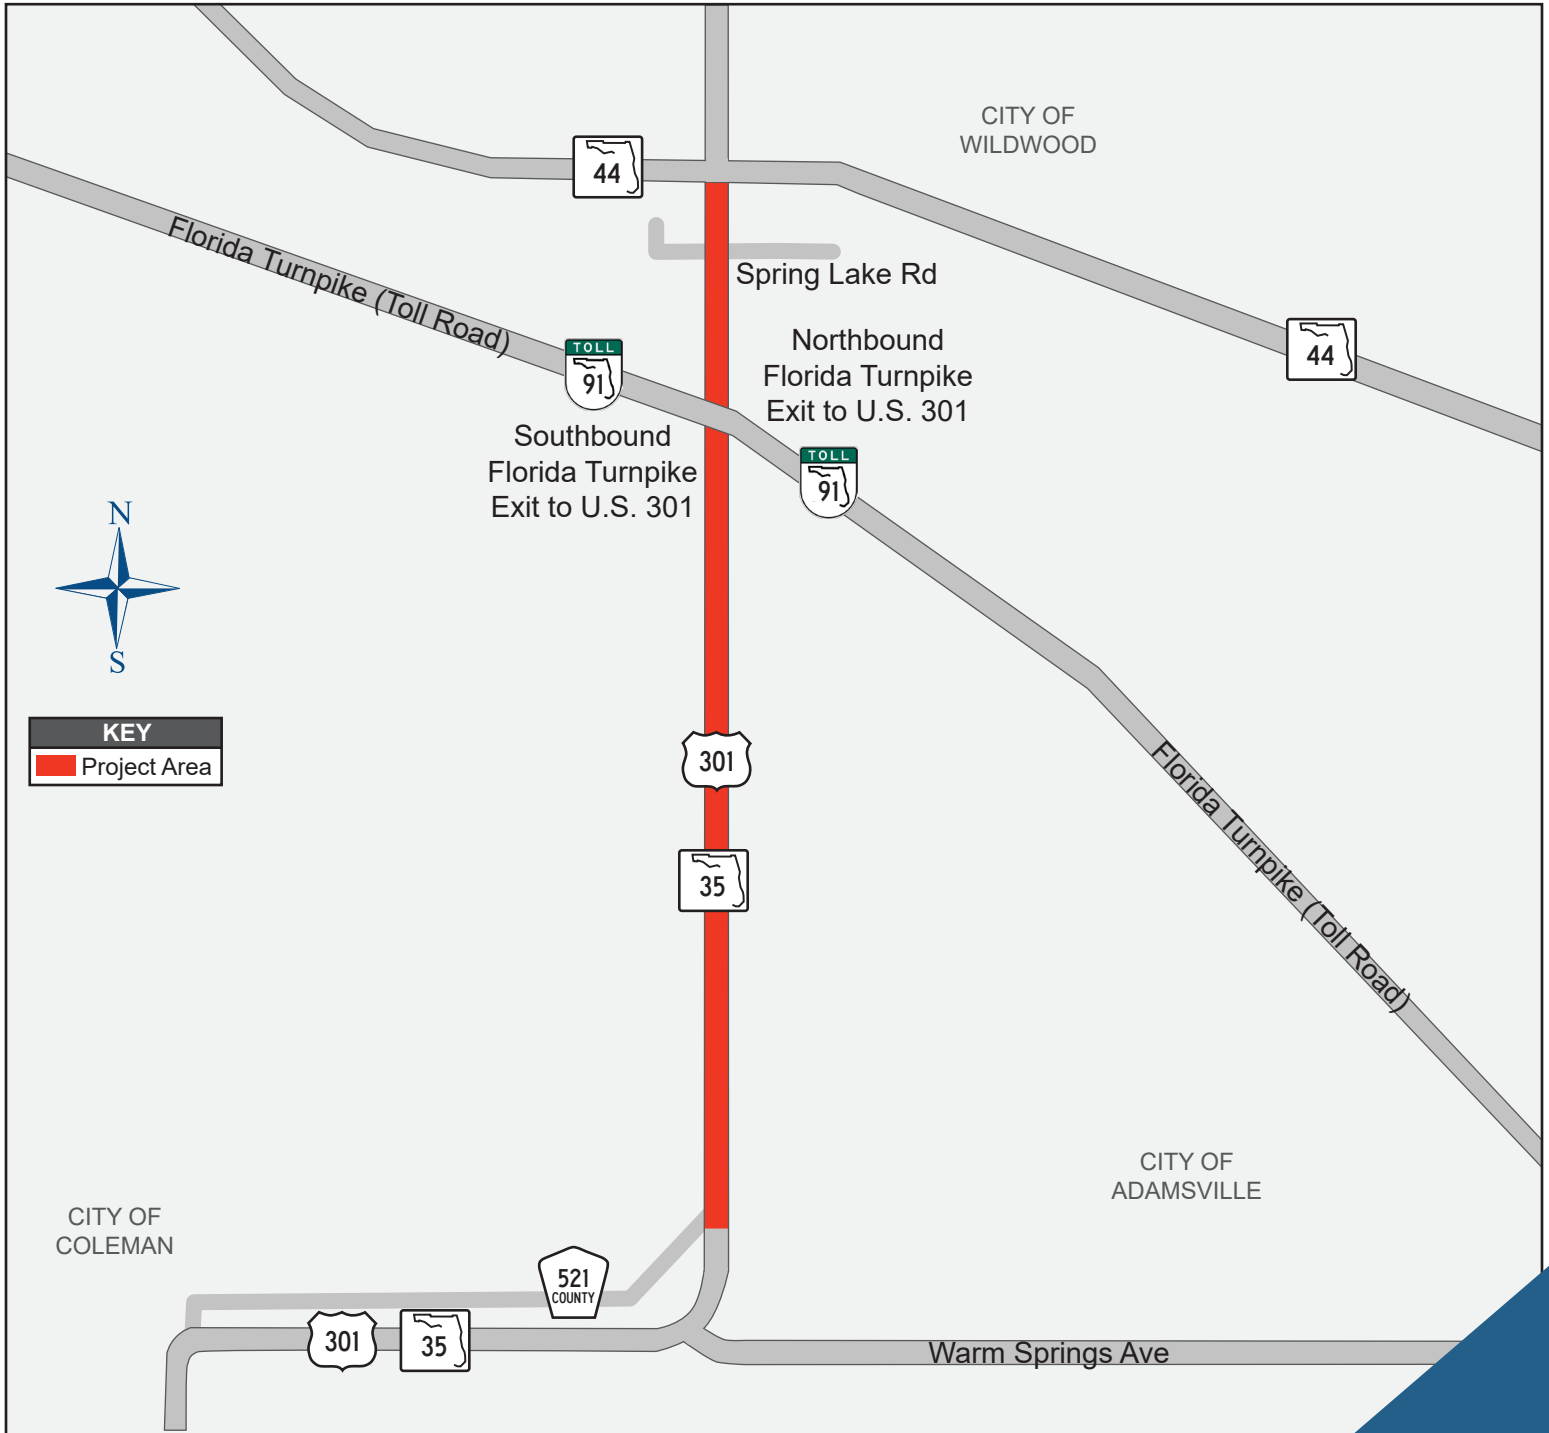 CITY OF
WILDWOOD
44
Florida Turnpike (Toll Road)
Spring Lake Rd
44
TOLL
91
Northbound
Florida Turnpike
Exit to U.S. 301
Southbound
Florida Turnpike
Exit to U.S. 301
TOLL
91
N
S
KEY
Project Area
301
35
Florida Turnpike (Toll Road)
CITY OF
ADAMSVILLE
CITY OF
COLEMAN
521
COUNTY
301
35
Warm Springs Ave